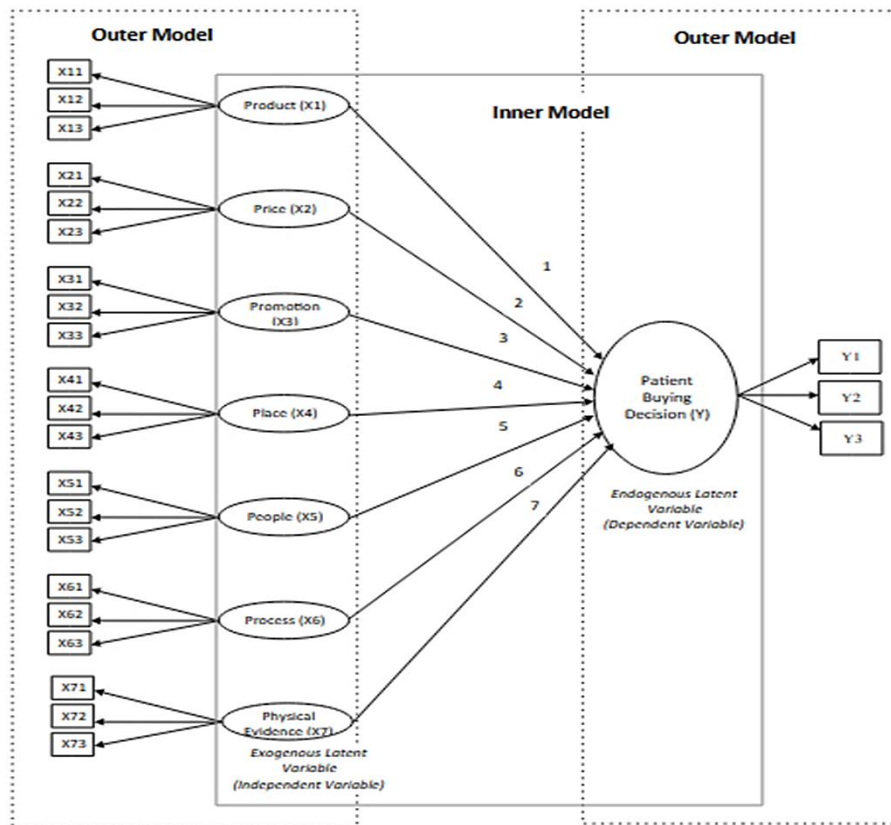 Outer Model
Outer Model
Inner Model
X11
X12
X13
Product (X1)
X21
X22
X23
Price (X2)
X31
X32
X33
Promotion
(X3)
X41
X42
X43
Place (X4)
X51
X52
X53
People (X5)
X61
X62
X63
Process (X6)
X71
X72
X73
Physical
Evidence (X7)
Exogenous Latent
Variable
(Independent Variable)
1
2
3
4
5
6
7
Patient
Buying
Decision (Y)
Endogenous Latent
Variable
(Dependent Variable)
Y1
Y2
Y3